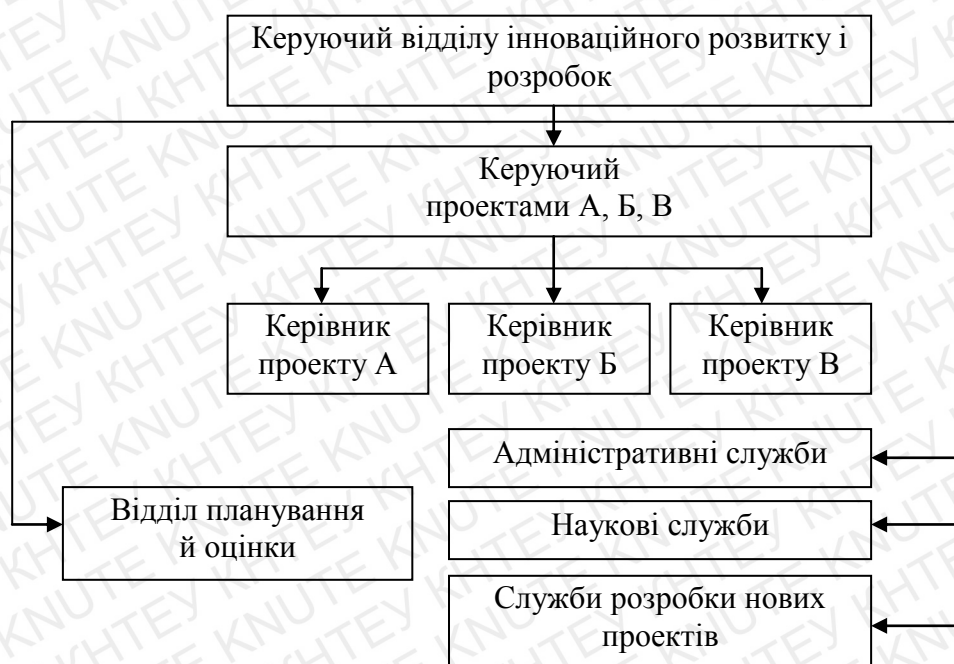 Керуючий відділу інноваційного розвитку і
розробок
Керуючий
проектами А, Б, В
Керівник
проекту А
Керівник
проекту Б
Керівник
проекту В
Адміністративні служби
Відділ планування
й оцінки
Наукові служби
Служби розробки нових
проектів